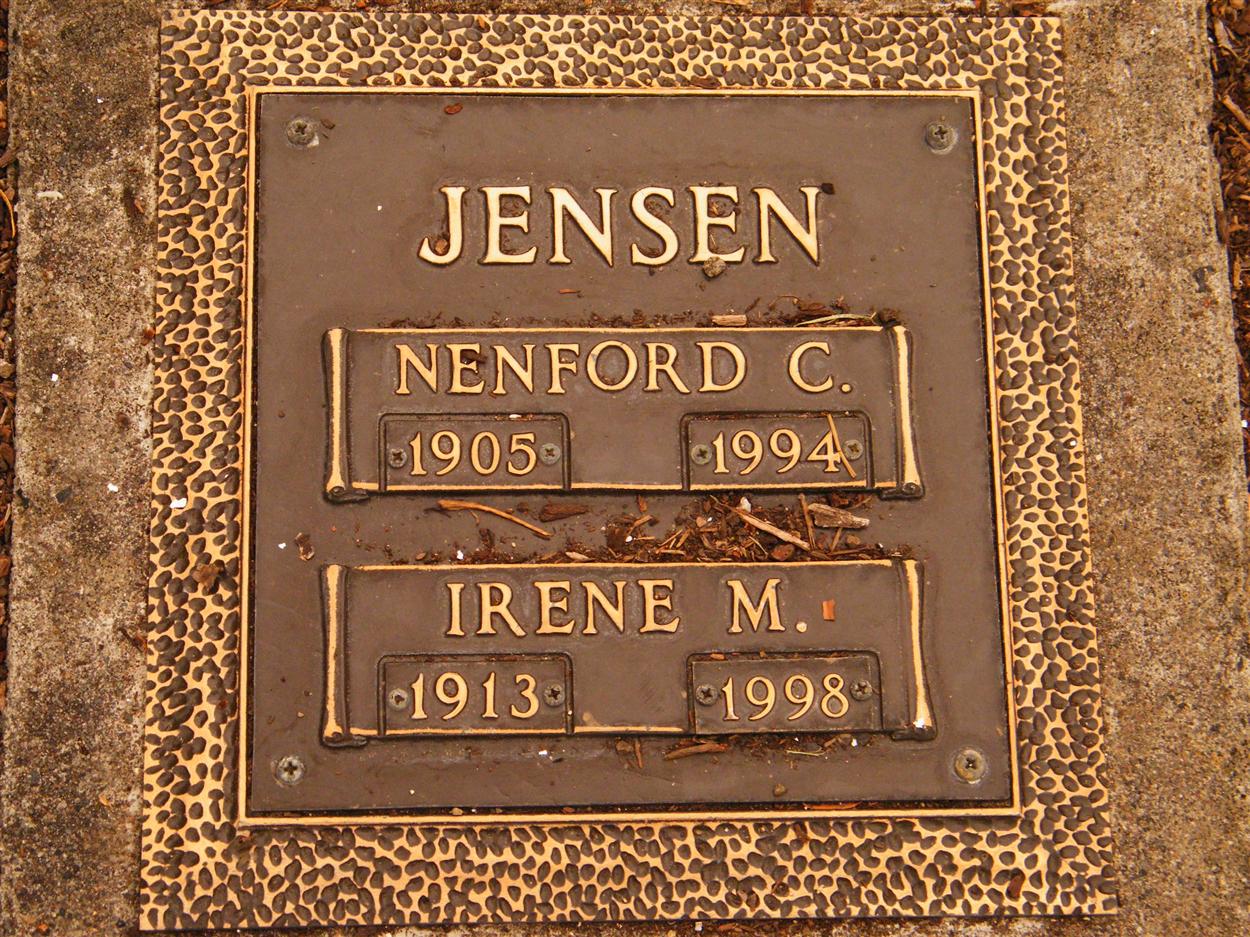 JENSEN
NENFORD C.
1905 1994
IRENE M.
1913 1998